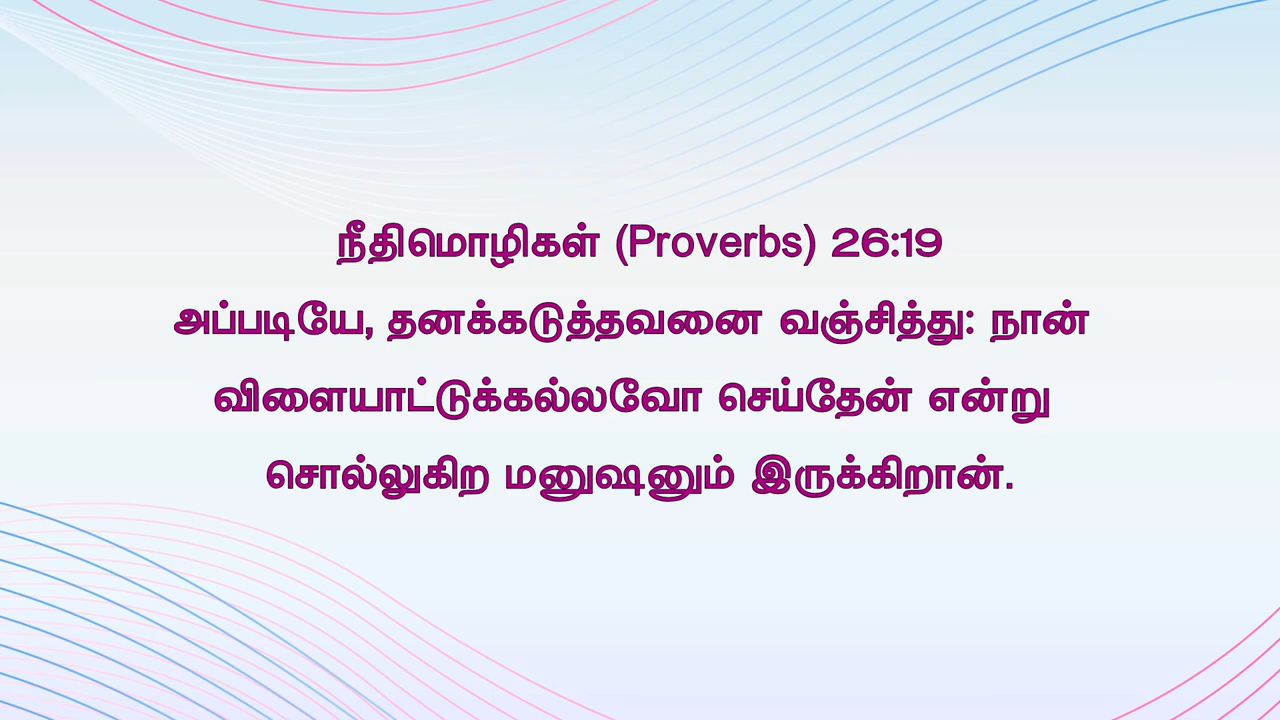 நீதிமொழிகள் (Proverbs) 26:19
அப்படியே, தனக்கடுத்தவனை வஞ்சித்து: நான்
விளையாட்டுக்கல்லவோ செய்தேன் என்று
சொல்லுகிற மனுஷனும் இருக்கிறான்.